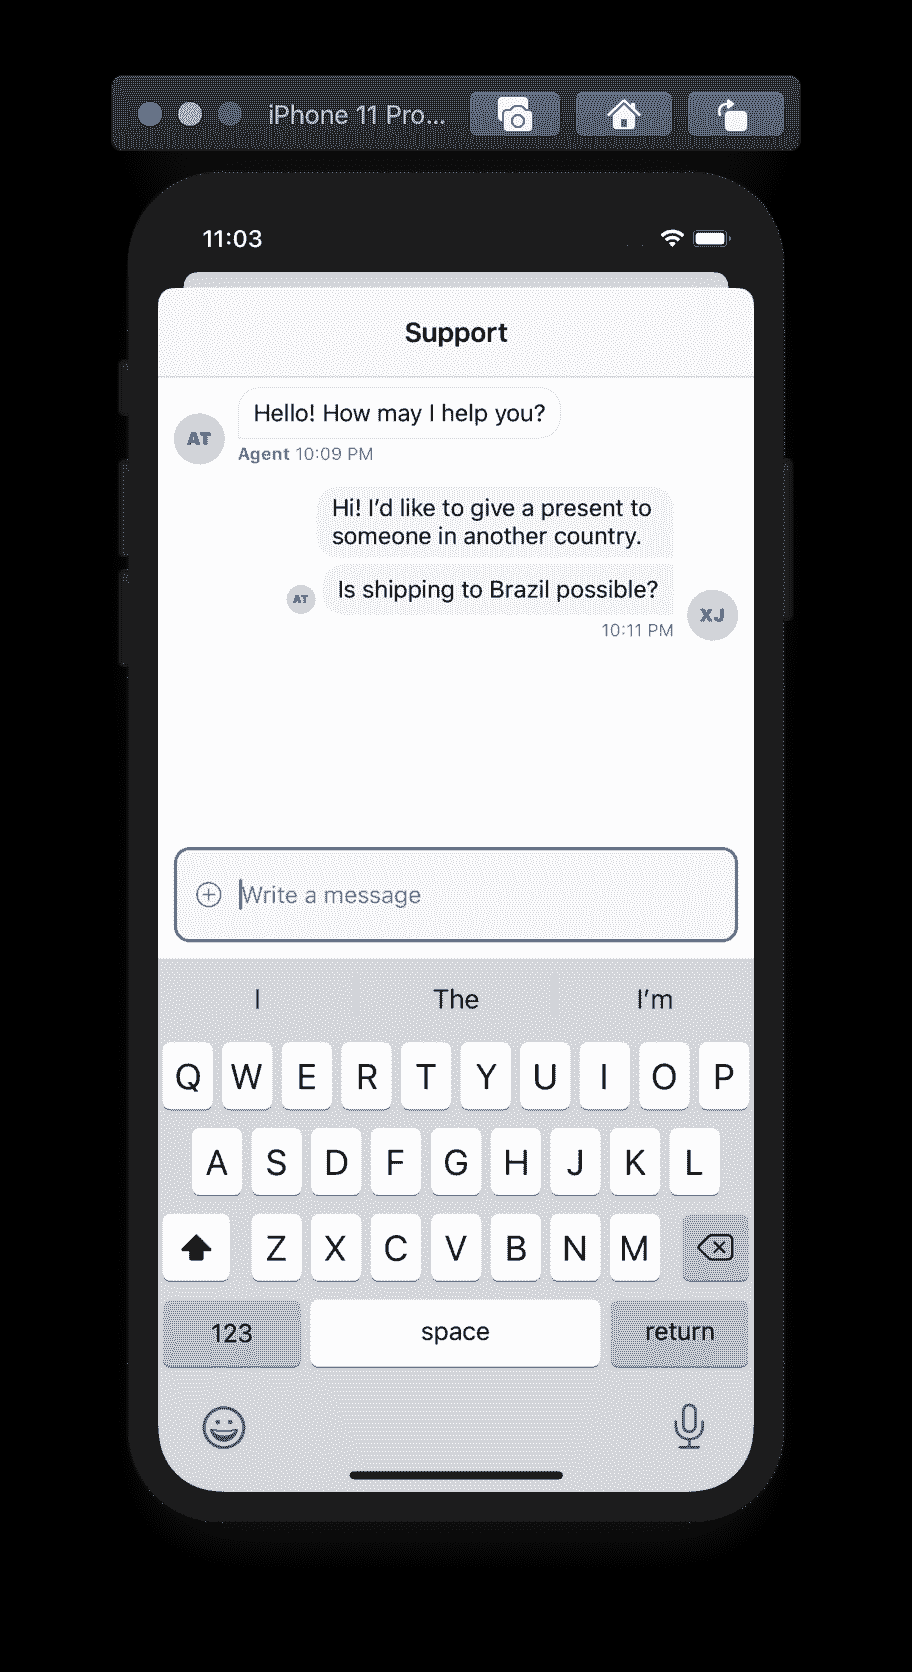 iPhone 11 Pro...
11:03
Support
Hello! How may I help you?
AT
Agent 10:09 PM
Hi! I’d like to give a present to
someone in another country.
Is shipping to Brazil possible?
AT
XJ
10:11 PM
Write a message
I The I’m
Q W E R T Y U I O P
A S D F G H J K L
Z X C V B N M
123 space return